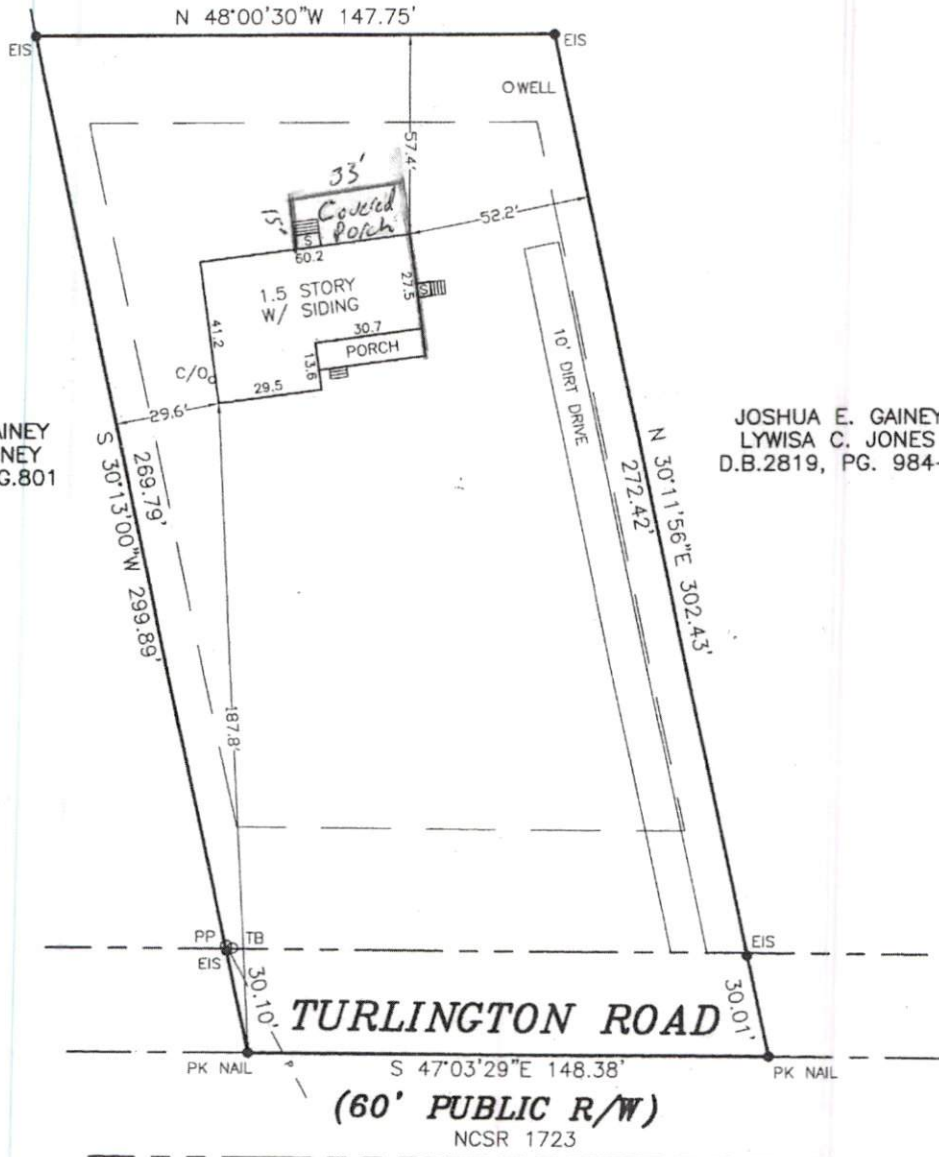 N 48°00'30"W 147.75'
EIS
EIS
O WELL
57.4'
33'
15'
Covered
Porch
S
60.2
52.2'
1.5 STORY
W/ SIDING
27.5
S
41.2
30.7
PORCH
13.6
C/O
29.5
29.6'
10' DIRT DRIVE
AINEY
NEY
G.801
JOSHUA E. GAINEY
LYWISA C. JONES
D.B.2819, PG. 984-
S 30°13'00"W 299.89'
269.79'
N 30°11'56"E 302.43'
272.42'
187.8'
PP
TB
EIS
EIS
30.10'
30.01'
TURLINGTON ROAD
PK NAIL
S 47°03'29"E 148.38'
PK NAIL
(60' PUBLIC R/W)
NCSR 1723